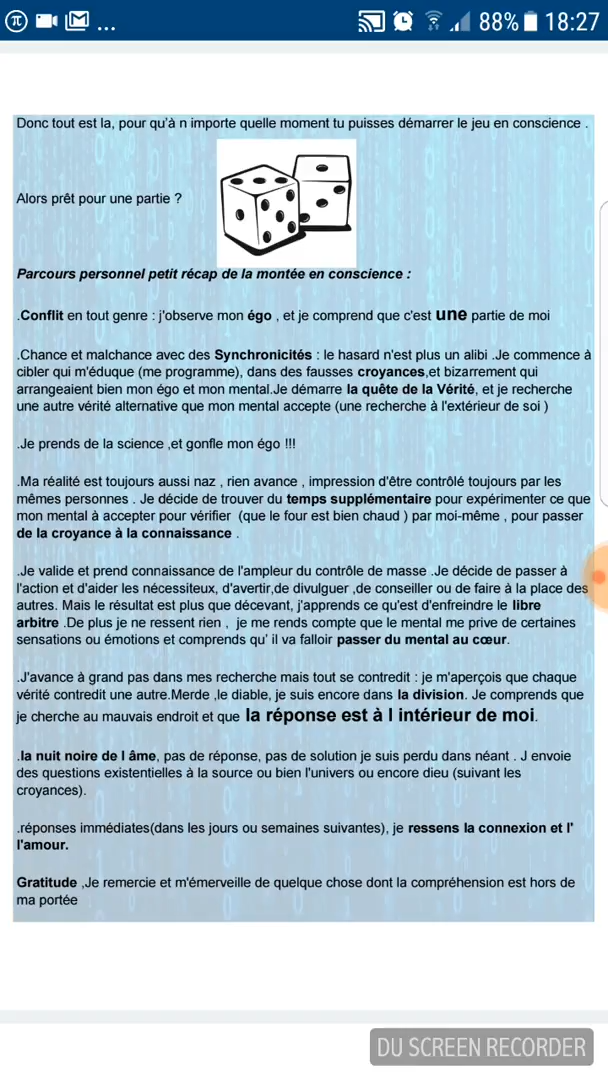 88% 18:27
Donc tout est la, pour qu'à n importe quelle moment tu puisses démarrer le jeu en conscience .
Alors prêt pour une partie ?
Parcours personnel petit récap de la montée en conscience :
.Conflit en tout genre : j'observe mon égo , et je comprend que c'est une partie de moi
.Chance et malchance avec des Synchronicités : le hasard n'est plus un alibi .Je commence à
cibler qui m'éduque (me programme), dans des fausses croyances,et bizarrement qui
arrangeaient bien mon égo et mon mental.Je démarre la quête de la Vérité, et je recherche
une autre vérité alternative que mon mental accepte (une recherche à l'extérieur de soi )
.Je prends de la science ,et gonfle mon égo !!!
.Ma réalité est toujours aussi naz , rien avance , impression d'être contrôlé toujours par les
mêmes personnes . Je décide de trouver du temps supplémentaire pour expérimenter ce que
mon mental à accepter pour vérifier (que le four est bien chaud ) par moi-même , pour passer
de la croyance à la connaissance .
.Je valide et prend connaissance de l'ampleur du contrôle de masse .Je décide de passer à
l'action et d'aider les nécessiteux, d'avertir,de divulguer ,de conseiller ou de faire à la place des
autres. Mais le résultat est plus que décevant, j'apprends ce qu'est d'enfreindre le libre
arbitre .De plus je ne ressent rien , je me rends compte que le mental me prive de certaines
sensations ou émotions et comprends qu' il va falloir passer du mental au cœur.
.J'avance à grand pas dans mes recherche mais tout se contredit : je m'aperçois que chaque
vérité contredit une autre.Merde ,le diable, je suis encore dans la division. Je comprends que
je cherche au mauvais endroit et que la réponse est à l intérieur de moi.
.la nuit noire de l âme, pas de réponse, pas de solution je suis perdu dans néant . J envoie
des questions existentielles à la source ou bien l'univers ou encore dieu (suivant les
croyances).
.réponses immédiates(dans les jours ou semaines suivantes), je ressens la connexion et l'
l'amour.
Gratitude ,Je remercie et m'émerveille de quelque chose dont la compréhension est hors de
ma portée
DU SCREEN RECORDER